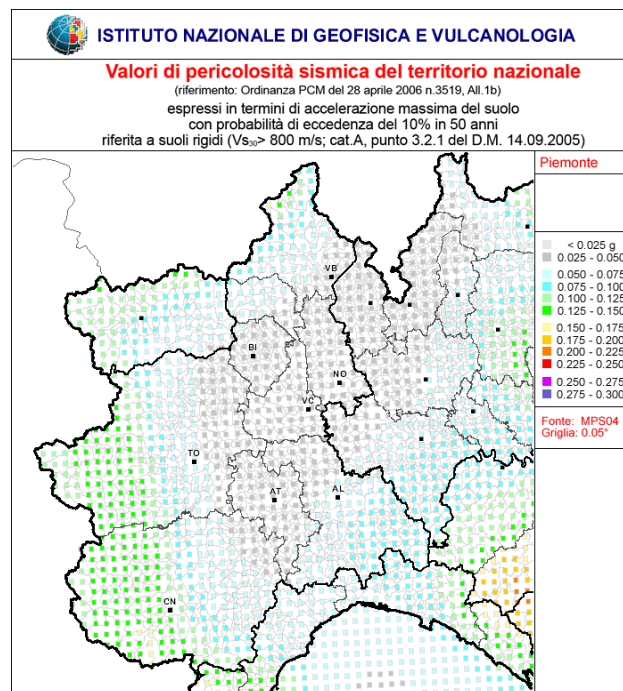 ISTITUTO NAZIONALE DI GEOFISICA E VULCANOLOGIA
Valori di pericolosità sismica del territorio nazionale
(riferimento: Ordinanza PCM del 28 aprile 2006 n.3519, All.1b)
espressi in termini di accelerazione massima del suolo
con probabilità di eccedenza del 10% in 50 anni
riferita a suoli rigidi (Vs₃₀> 800 m/s; cat.A, punto 3.2.1 del D.M. 14.09.2005)
Piemonte
< 0.025 g
0.025 - 0.050
0.050 - 0.075
0.075 - 0.100
0.100 - 0.125
0.125 - 0.150
0.150 - 0.175
0.175 - 0.200
0.200 - 0.225
0.225 - 0.250
0.250 - 0.275
0.275 - 0.300
Fonte: MPS04
Griglia: 0.05°
VB
BI
NO
VC
TO
AT
AL
CN